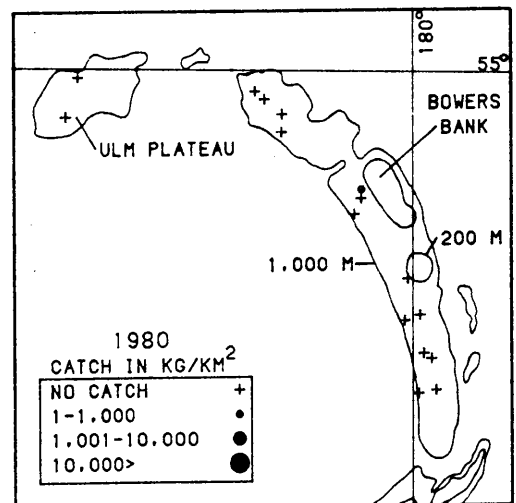 180°
55°
BOWERS
BANK
ULM PLATEAU
200 M
1,000 M
1980
CATCH IN KG/KM²
NO CATCH +
1-1,000
1,001-10,000
10,000>